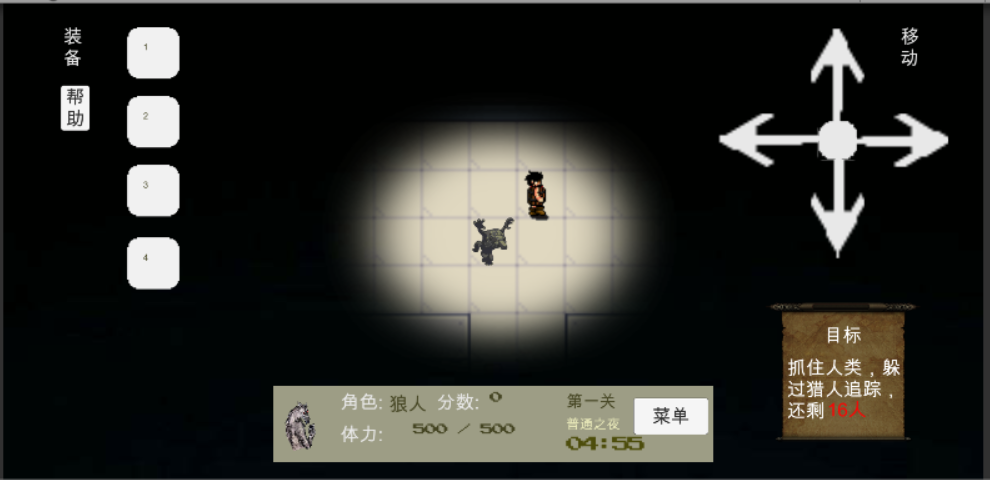 装备
帮助
1
2
3
4
移动
目标
抓住人类，躲
过猎人追踪，
还剩16人
角色: 狼人 分数: 0
体力: 500 / 500
第一关
普通之夜
04:55
菜单